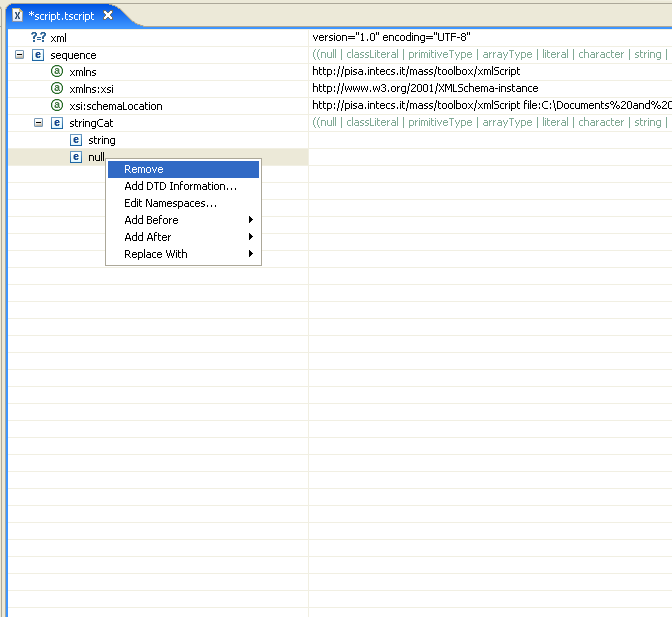 *script.tscript
?-? xml version="1.0" encoding="UTF-8"
e sequence ((null | classLiteral | primitiveType | arrayType | literal | character | string |
a xmlns http://pisa.intecs.it/mass/toolbox/xmlScript
a xmlns:xsi http://www.w3.org/2001/XMLSchema-instance
a xsi:schemaLocation http://pisa.intecs.it/mass/toolbox/xmlScript file:C:\Documents%20and%20
e stringCat ((null | classLiteral | primitiveType | arrayType | literal | character | string |
e string
e null
Remove
Add DTD Information...
Edit Namespaces...
Add Before
Add After
Replace With